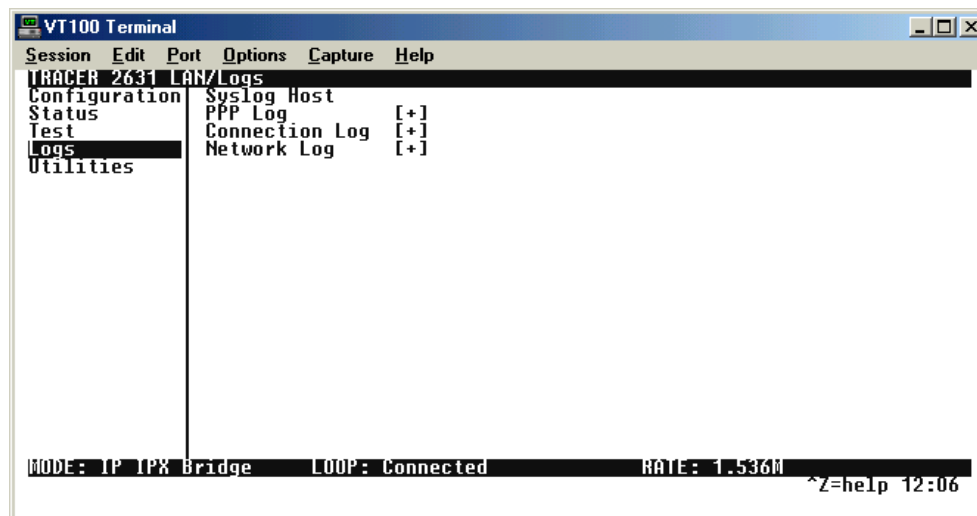 VT100 Terminal
Session Edit Port Options Capture Help
TRACER 2631 LAN/Logs
Configuration Syslog Host
Status PPP Log [+]
Test Connection Log [+]
Logs Network Log [+]
Utilities
MODE: IP IPX Bridge LOOP: Connected RATE: 1.536M
^Z=help 12:06